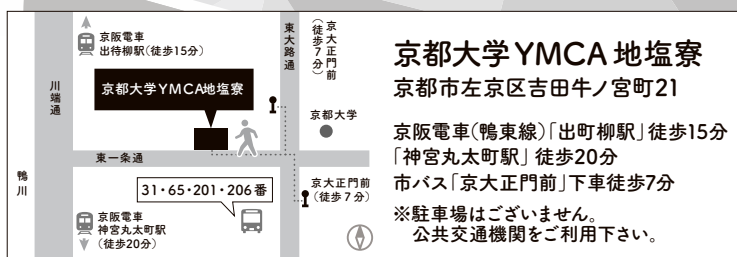 京阪電車
出待柳駅(徒歩15分)
川端通
東大路通
京大正門前
(徒歩7分)
京都大学YMCA地塩寮
京都大学
東一条通
鴨川
31・65・201・206番
京大正門前
(徒歩7分)
京阪電車
神宮丸太町駅
(徒歩20分)
京都大学YMCA地塩寮
京都市左京区吉田牛ノ宮町21
京阪電車(鴨東線)「出町柳駅」徒歩15分
「神宮丸太町駅」徒歩20分
市バス「京大正門前」下車徒歩7分
※駐車場はございません。
公共交通機関をご利用下さい。